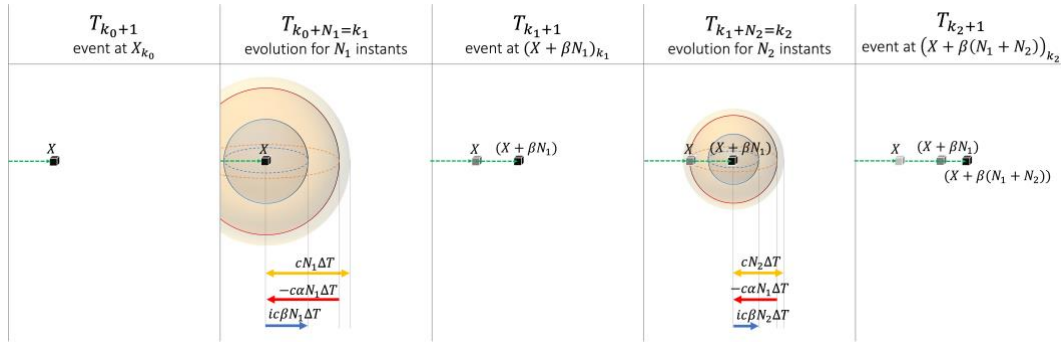 T_{k_0+1}
event at X_{k_0}
T_{k_0+N_1=k_1}
evolution for N_1 instants
T_{k_1+1}
event at (X + βN_1)_{k_1}
T_{k_1+N_2=k_2}
evolution for N_2 instants
T_{k_2+1}
event at (X + β(N_1 + N_2))_{k_2}
X
X
X
(X + βN_1)
X
(X + βN_1)
X
(X + βN_1)
(X + β(N_1 + N_2))
cN_1ΔT
−cαN_1ΔT
icβN_1ΔT
cN_2ΔT
−cαN_1ΔT
icβN_2ΔT